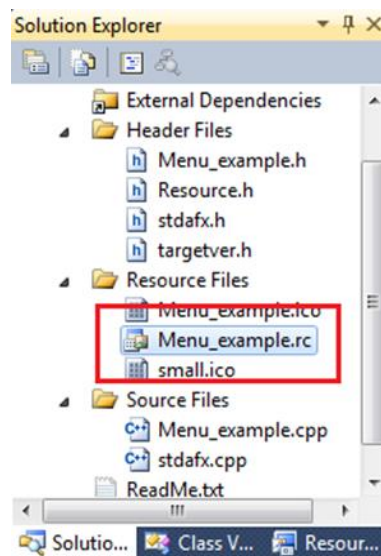 Solution Explorer
External Dependencies
Header Files
Menu_example.h
Resource.h
stdafx.h
targetver.h
Resource Files
Menu_example.ico
Menu_example.rc
small.ico
Source Files
Menu_example.cpp
stdafx.cpp
ReadMe.txt
Solutio... Class V... Resour...